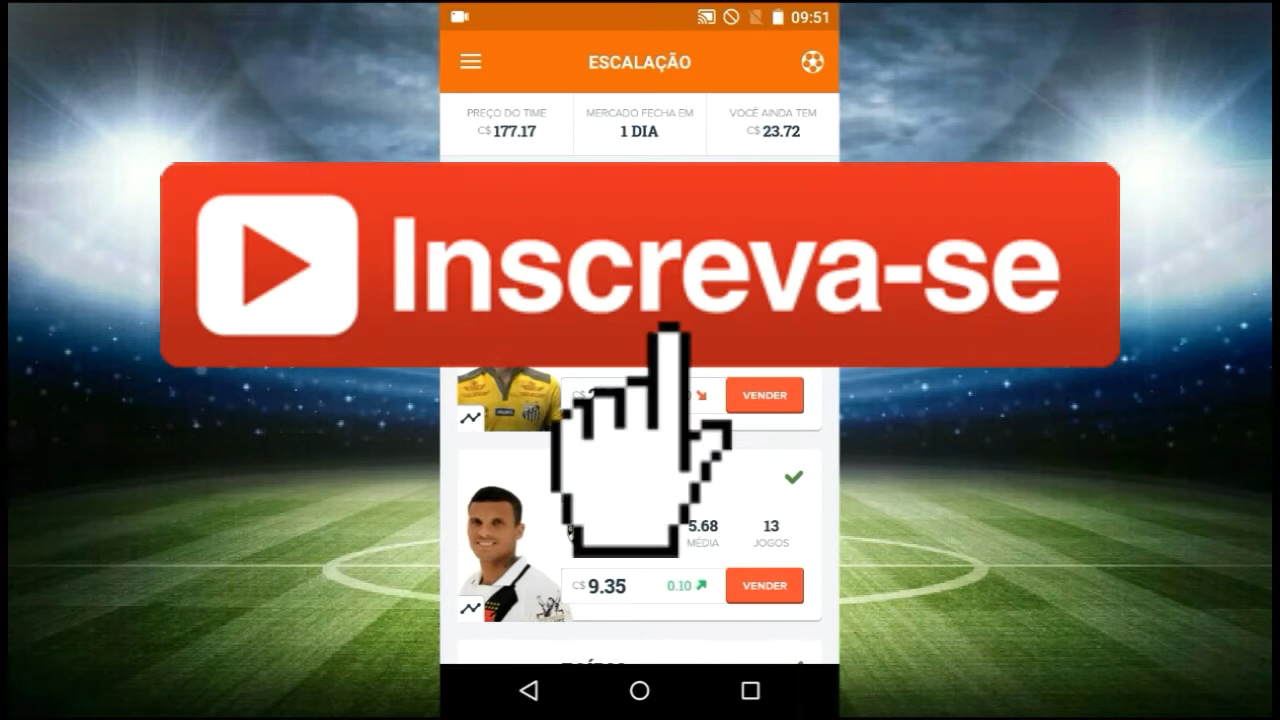 09:51
ESCALAÇÃO
PREÇO DO TIME
MERCADO FECHA EM
VOCÊ AINDA TEM
C$ 177.17
1 DIA
C$ 23.72
Inscreva-se
C$
VENDER
5.68
13
MÉDIA
JOGOS
C$ 9.35
0.10
VENDER